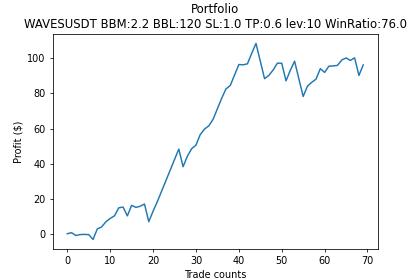 Portfolio
WAVESUSDT BBM:2.2 BBL:120 SL:1.0 TP:0.6 lev:10 WinRatio:76.0
Profit ($)
100
80
60
40
20
0
0 10 20 30 40 50 60 70
Trade counts